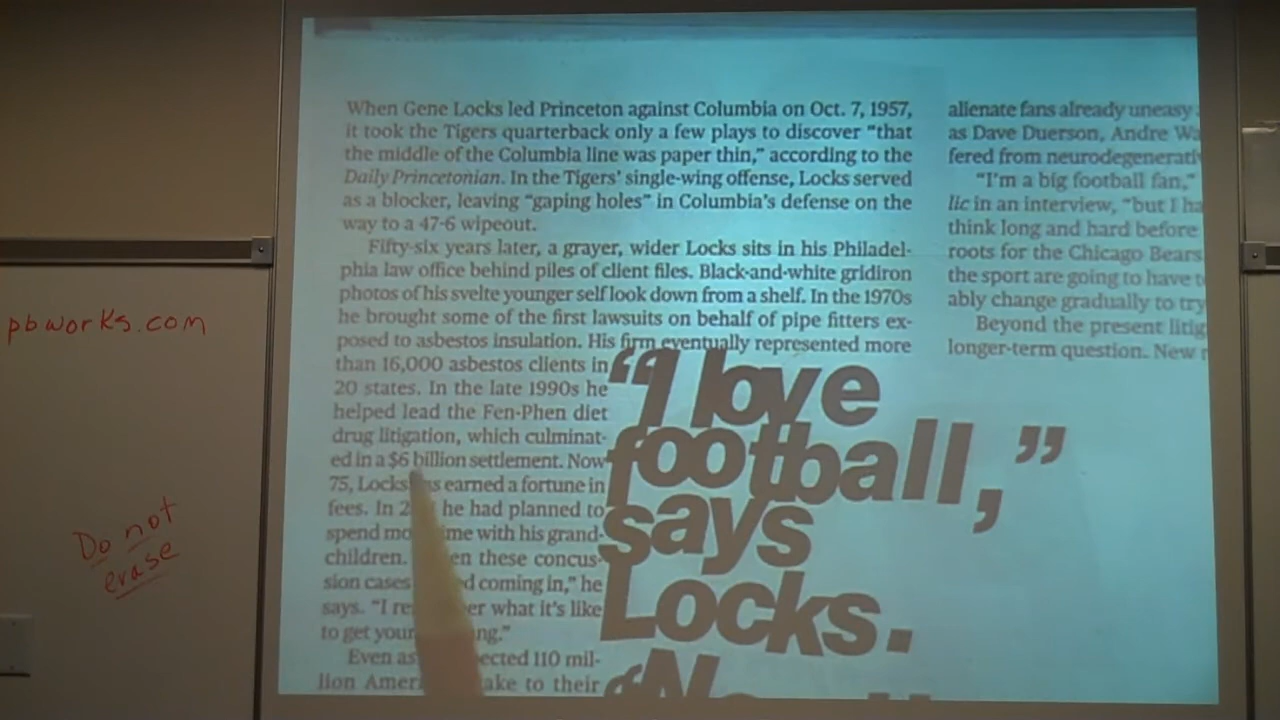 When Gene Locks led Princeton against Columbia on Oct. 7, 1957,
it took the Tigers quarterback only a few plays to discover "that
the middle of the Columbia line was paper thin," according to the
Daily Princetonian. In the Tigers' single-wing offense, Locks served
as a blocker, leaving "gaping holes" in Columbia's defense on the
way to a 47-6 wipeout.
Fifty-six years later, a grayer, wider Locks sits in his Philadel-
phia law office behind piles of client files. Black-and-white gridiron
photos of his svelte younger self look down from a shelf. In the 1970s
he brought some of the first lawsuits on behalf of pipe fitters ex-
posed to asbestos insulation. His firm eventually represented more
than 16,000 asbestos clients in
20 states. In the late 1990s he
helped lead the Fen-Phen diet
drug litigation, which culminat-
ed in a $6 billion settlement. Now
75, Locks earned a fortune in
fees. In he had planned to
spend with his grand-
children. these concus-
sion cases coming in," he
says. "I what it's like
to get your
Even as 110 mil-
lion to their
"I love
football,"
says
Locks.
alienate fans already uneasy
as Dave Duerson, Andre
fered from
"I'm a big football fan,"
lic in an interview, "but I
think long and hard before
roots for the Chicago Bears
the sport are going to have
ably change gradually to try
Beyond the present
longer-term question. New
pbworks.com
Do not
erase